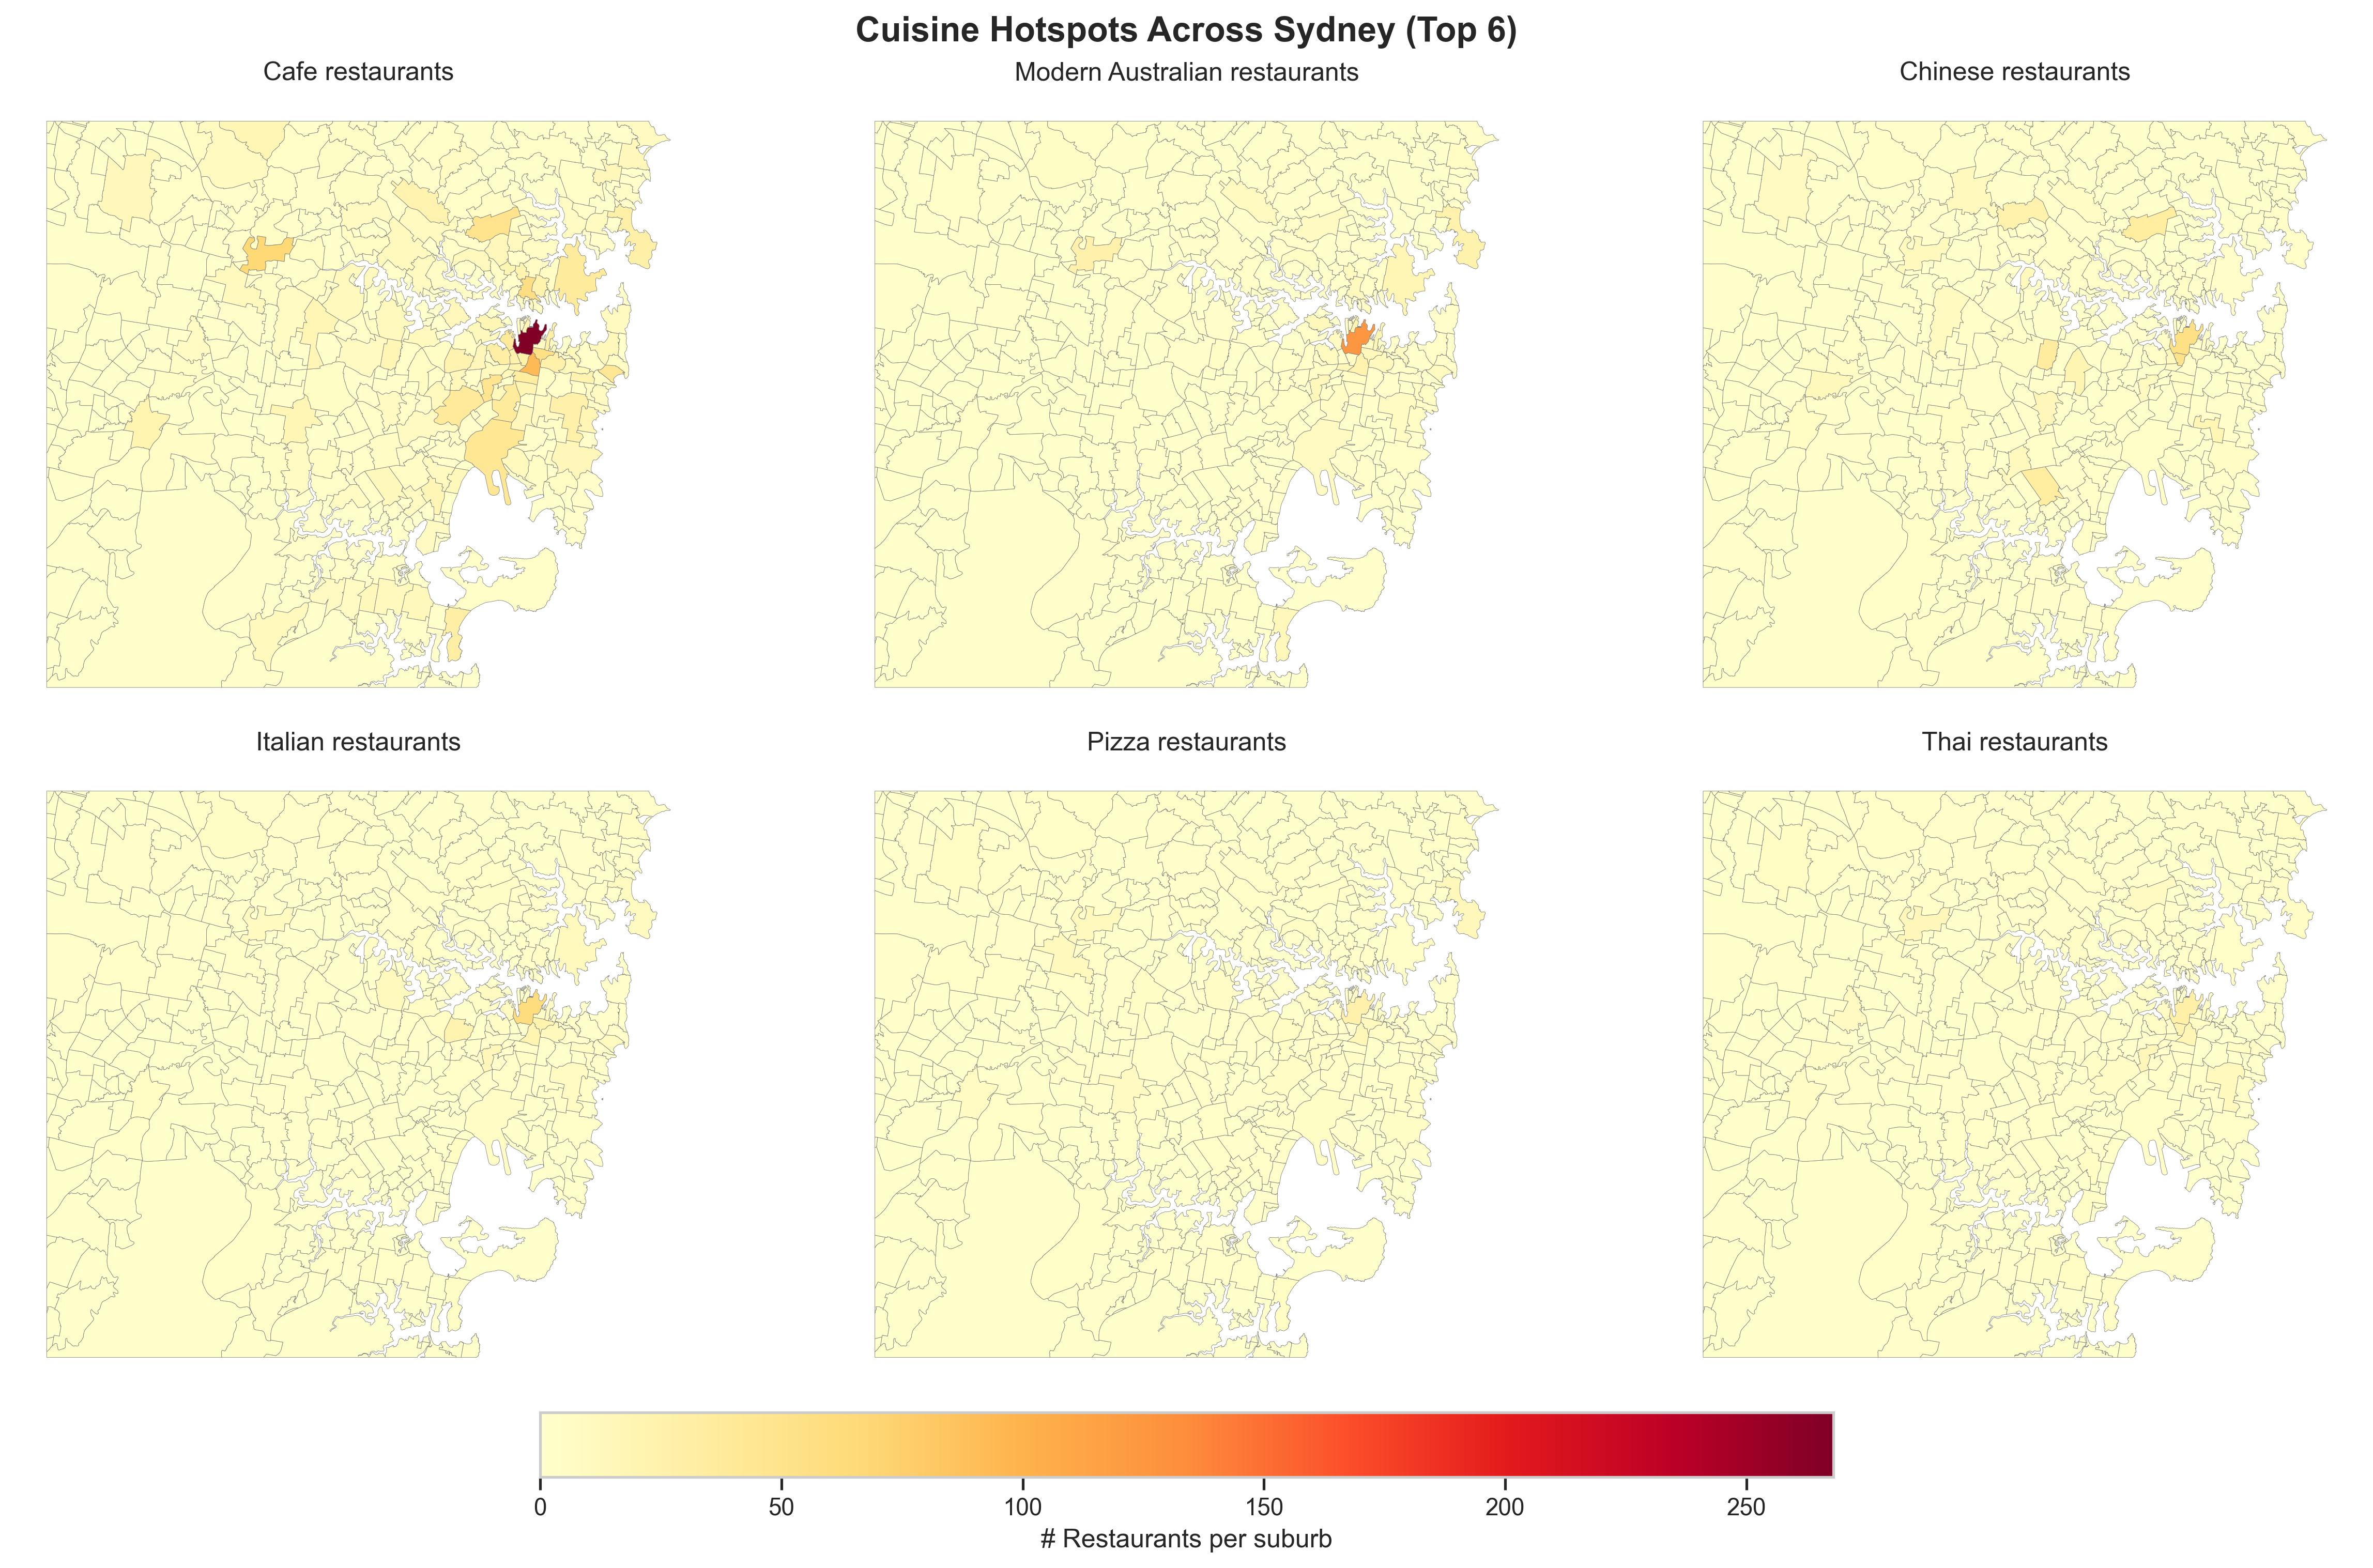 Cuisine Hotspots Across Sydney (Top 6)
Cafe restaurants
Modern Australian restaurants
Chinese restaurants
Italian restaurants
Pizza restaurants
Thai restaurants
0 50 100 150 200 250
# Restaurants per suburb